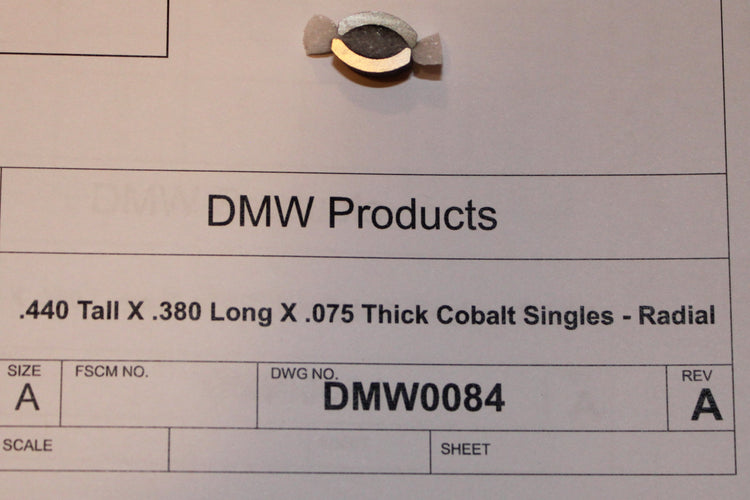 DMW Products
.440 Tall X .380 Long X .075 Thick Cobalt Singles - Radial
SIZE
A
FSCM NO.
DWG NO.
DMW0084
REV
A
SCALE
SHEET